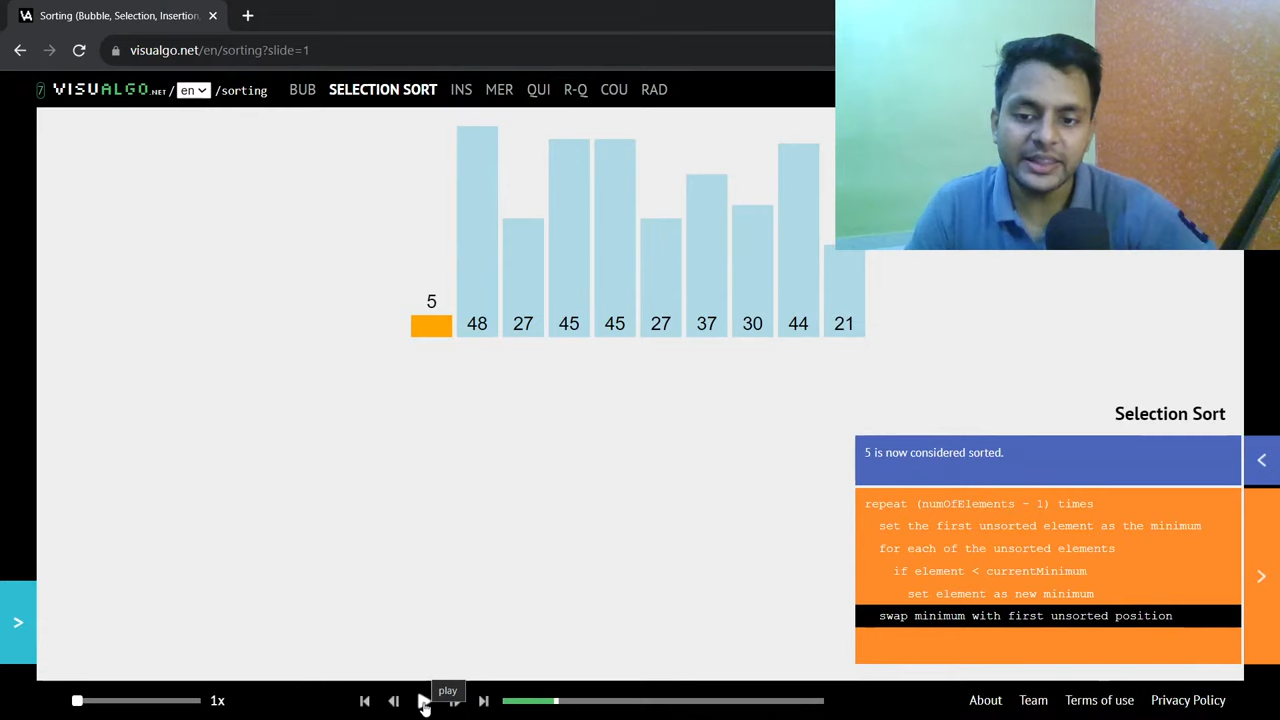 Sorting (Bubble, Selection, Insertion,
visualgo.net/en/sorting?slide=1
7 VISUALGO.NET/ en /sorting BUB SELECTION SORT INS MER QUI R-Q COU RAD
5
48 27 45 45 27 37 30 44 21
Selection Sort
5 is now considered sorted.
repeat (numOfElements - 1) times
set the first unsorted element as the minimum
for each of the unsorted elements
if element < currentMinimum
set element as new minimum
swap minimum with first unsorted position
play
1x About Team Terms of use Privacy Policy